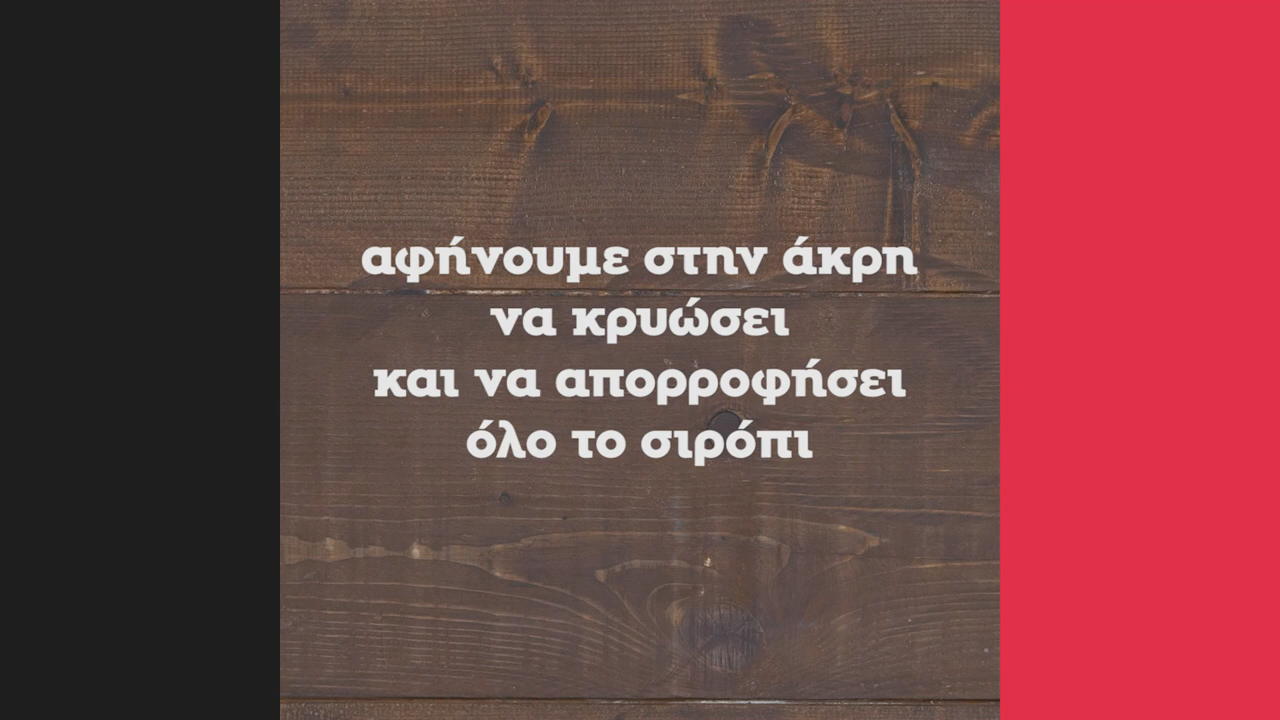 αφήνουμε στην άκρη
να κρυώσει
και να απορροφήσει
όλο το σιρόπι